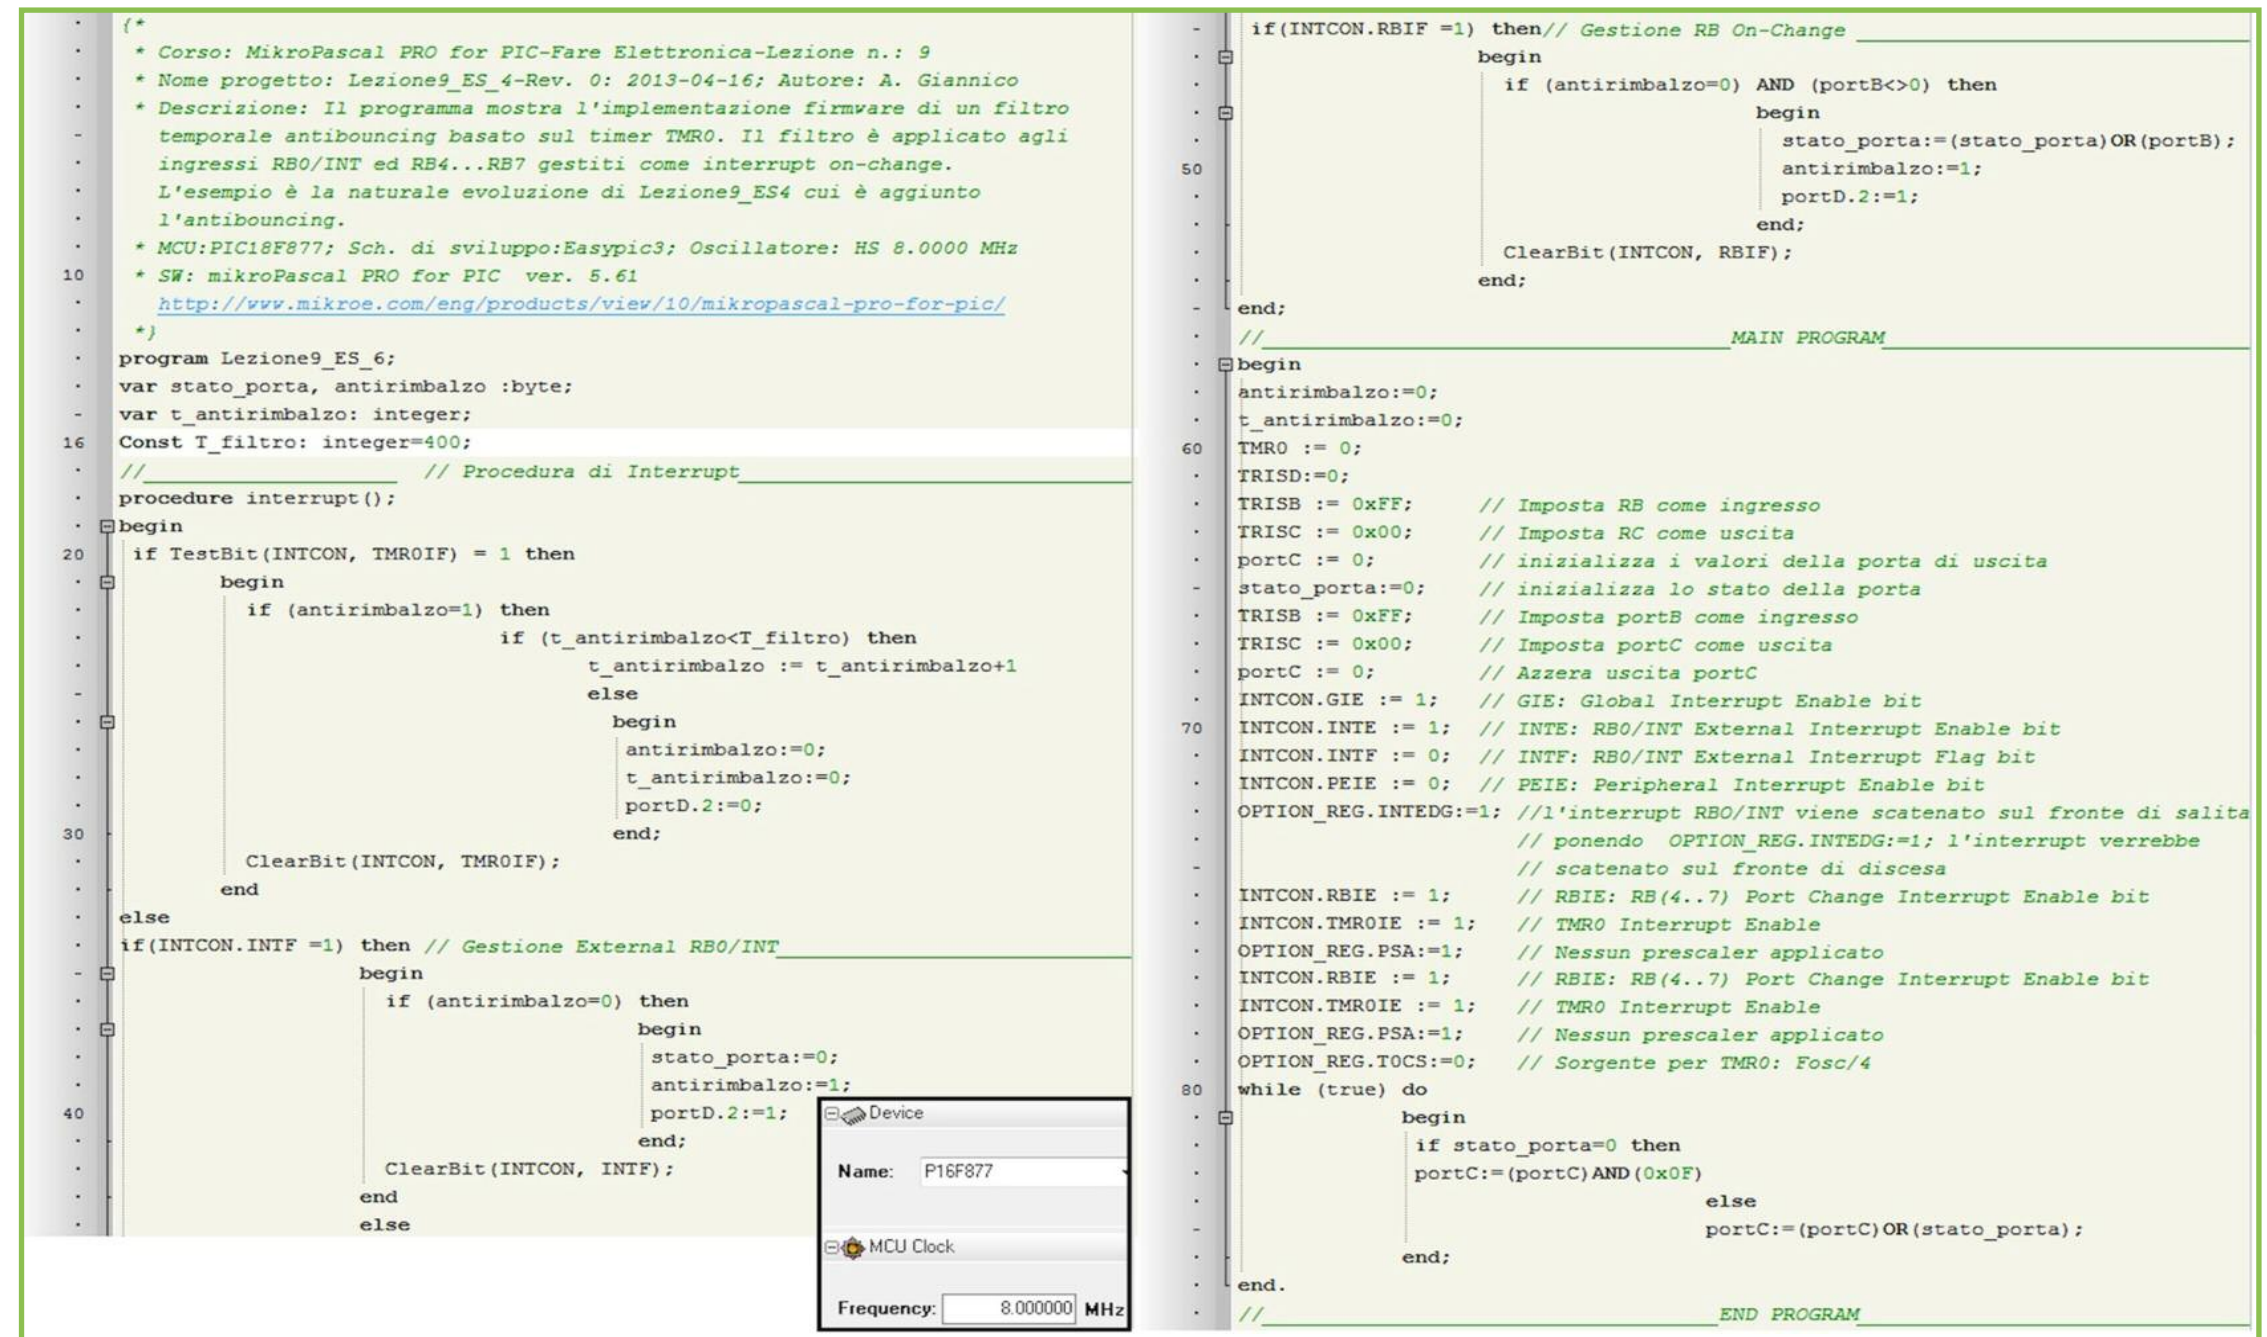 {*
* Corso: MikroPascal PRO for PIC-Fare Elettronica-Lezione n.: 9
* Nome progetto: Lezione9_ES_4-Rev. 0: 2013-04-16; Autore: A. Giannico
* Descrizione: Il programma mostra l'implementazione firmware di un filtro
temporale antibouncing basato sul timer TMR0. Il filtro è applicato agli
ingressi RB0/INT ed RB4...RB7 gestiti come interrupt on-change.
L'esempio è la naturale evoluzione di Lezione9_ES4 cui è aggiunto
l'antibouncing.
* MCU:PIC18F877; Sch. di sviluppo:Easypic3; Oscillatore: HS 8.0000 MHz
10 * SW: mikroPascal PRO for PIC ver. 5.61
http://www.mikroe.com/eng/products/view/10/mikropascal-pro-for-pic/
*}
program Lezione9_ES_6;
var stato_porta, antirimbalzo :byte;
var t_antirimbalzo: integer;
16 Const T_filtro: integer=400;
//____________________ // Procedura di Interrupt____________________
procedure interrupt();
begin
20 if TestBit(INTCON, TMR0IF) = 1 then
begin
if (antirimbalzo=1) then
if (t_antirimbalzo<T_filtro) then
t_antirimbalzo := t_antirimbalzo+1
else
begin
antirimbalzo:=0;
t_antirimbalzo:=0;
portD.2:=0;
30 end;
ClearBit(INTCON, TMR0IF);
end
else
if(INTCON.INTF =1) then // Gestione External RB0/INT____________________
begin
if (antirimbalzo=0) then
begin
stato_porta:=0;
antirimbalzo:=1;
40 portD.2:=1;
end;
ClearBit(INTCON, INTF);
end
else
Device
Name: P16F877
MCU Clock
Frequency: 8.000000 MHz
if(INTCON.RBIF =1) then// Gestione RB On-Change ____________________
begin
if (antirimbalzo=0) AND (portB<>0) then
begin
stato_porta:=(stato_porta)OR(portB);
50 antirimbalzo:=1;
portD.2:=1;
end;
ClearBit(INTCON, RBIF);
end;
end;
//____________________MAIN PROGRAM____________________
begin
antirimbalzo:=0;
t_antirimbalzo:=0;
60 TMR0 := 0;
TRISD:=0;
TRISB := 0xFF; // Imposta RB come ingresso
TRISC := 0x00; // Imposta RC come uscita
portC := 0; // inizializza i valori della porta di uscita
stato_porta:=0; // inizializza lo stato della porta
TRISB := 0xFF; // Imposta portB come ingresso
TRISC := 0x00; // Imposta portC come uscita
portC := 0; // Azzera uscita portC
INTCON.GIE := 1; // GIE: Global Interrupt Enable bit
70 INTCON.INTE := 1; // INTE: RB0/INT External Interrupt Enable bit
INTCON.INTF := 0; // INTF: RB0/INT External Interrupt Flag bit
INTCON.PEIE := 0; // PEIE: Peripheral Interrupt Enable bit
OPTION_REG.INTEDG:=1; //l'interrupt RBO/INT viene scatenato sul fronte di salita
// ponendo OPTION_REG.INTEDG:=1; l'interrupt verrebbe
// scatenato sul fronte di discesa
INTCON.RBIE := 1; // RBIE: RB(4..7) Port Change Interrupt Enable bit
INTCON.TMR0IE := 1; // TMR0 Interrupt Enable
OPTION_REG.PSA:=1; // Nessun prescaler applicato
INTCON.RBIE := 1; // RBIE: RB(4..7) Port Change Interrupt Enable bit
INTCON.TMR0IE := 1; // TMR0 Interrupt Enable
OPTION_REG.PSA:=1; // Nessun prescaler applicato
OPTION_REG.T0CS:=0; // Sorgente per TMR0: Fosc/4
80 while (true) do
begin
if stato_porta=0 then
portC:=(portC)AND(0x0F)
else
portC:=(portC)OR(stato_porta);
end;
end.
//____________________END PROGRAM____________________